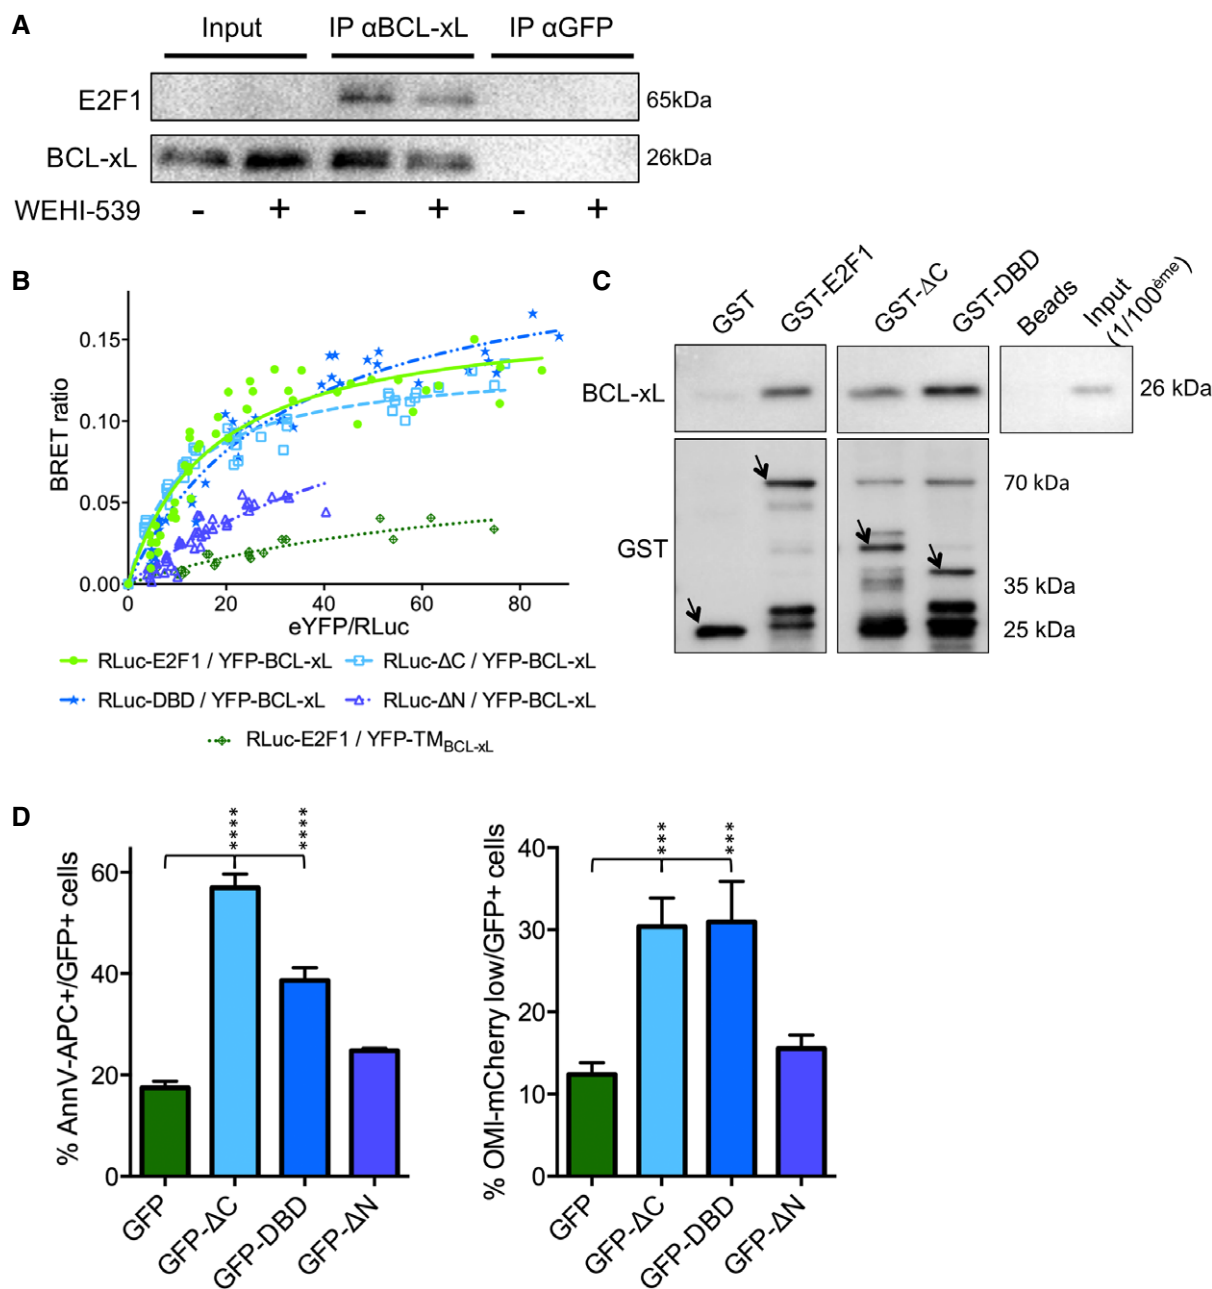 A
Input
IP αBCL-xL
IP αGFP
E2F1
65kDa
BCL-xL
26kDa
WEHI-539
- + - + - +
B
BRET ratio
0.15
0.10
0.05
0.00
0 20 40 60 80
eYFP/RLuc
RLuc-E2F1 / YFP-BCL-xL
RLuc-ΔC / YFP-BCL-xL
RLuc-DBD / YFP-BCL-xL
RLuc-ΔN / YFP-BCL-xL
RLuc-E2F1 / YFP-TMBCL-xL
C
GST
GST-E2F1
GST-ΔC
GST-DBD
Beads
Input
(1/100ème)
BCL-xL
26 kDa
GST
70 kDa
35 kDa
25 kDa
D
% AnnV-APC+/GFP+ cells
60
40
20
0
****
****
GFP
GFP-ΔC
GFP-DBD
GFP-ΔN
% OMI-mCherry low/GFP+ cells
40
30
20
10
0
***
***
GFP
GFP-ΔC
GFP-DBD
GFP-ΔN